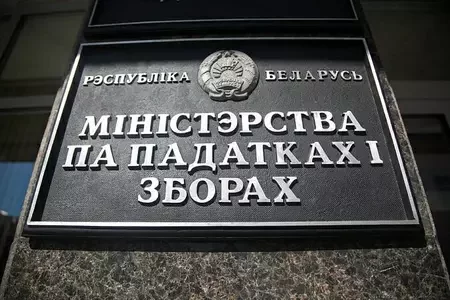 РЭСПУБЛІКА БЕЛАРУСЬ
МІНІСТЭРСТВА
ПА ПАДАТКАХ І
ЗБОРАХ